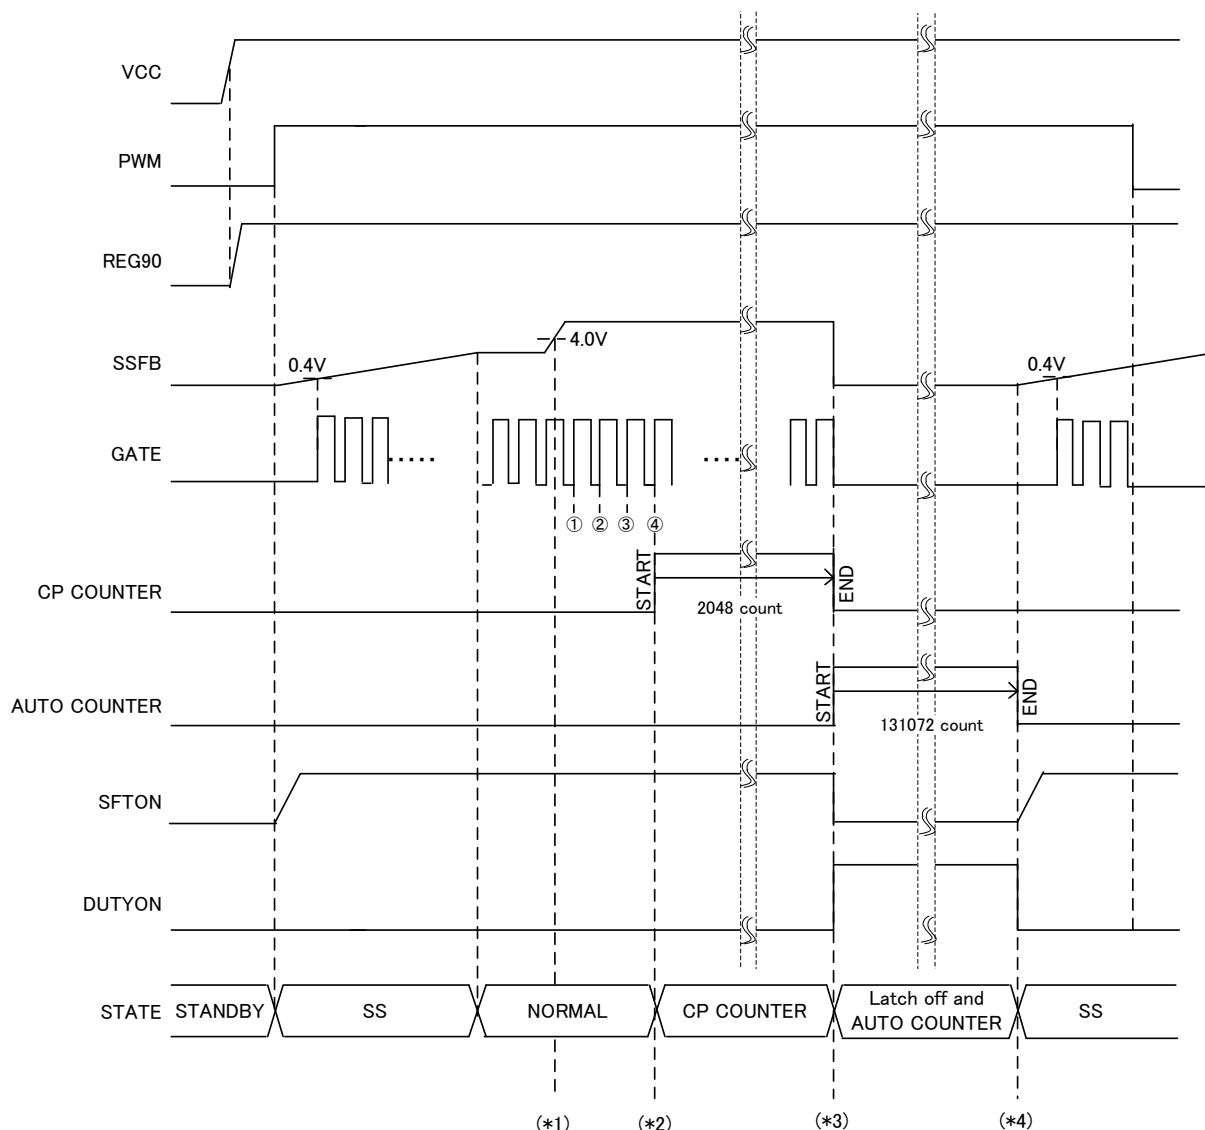 VCC
PWM
REG90
SSFB
0.4V
4.0V
0.4V
GATE
① ② ③ ④
CP COUNTER
START
2048 count
END
AUTO COUNTER
START
131072 count
END
SFTON
DUTYON
STATE
STANDBY
SS
NORMAL
CP COUNTER
Latch off and
AUTO COUNTER
SS
(*1)
(*2)
(*3)
(*4)